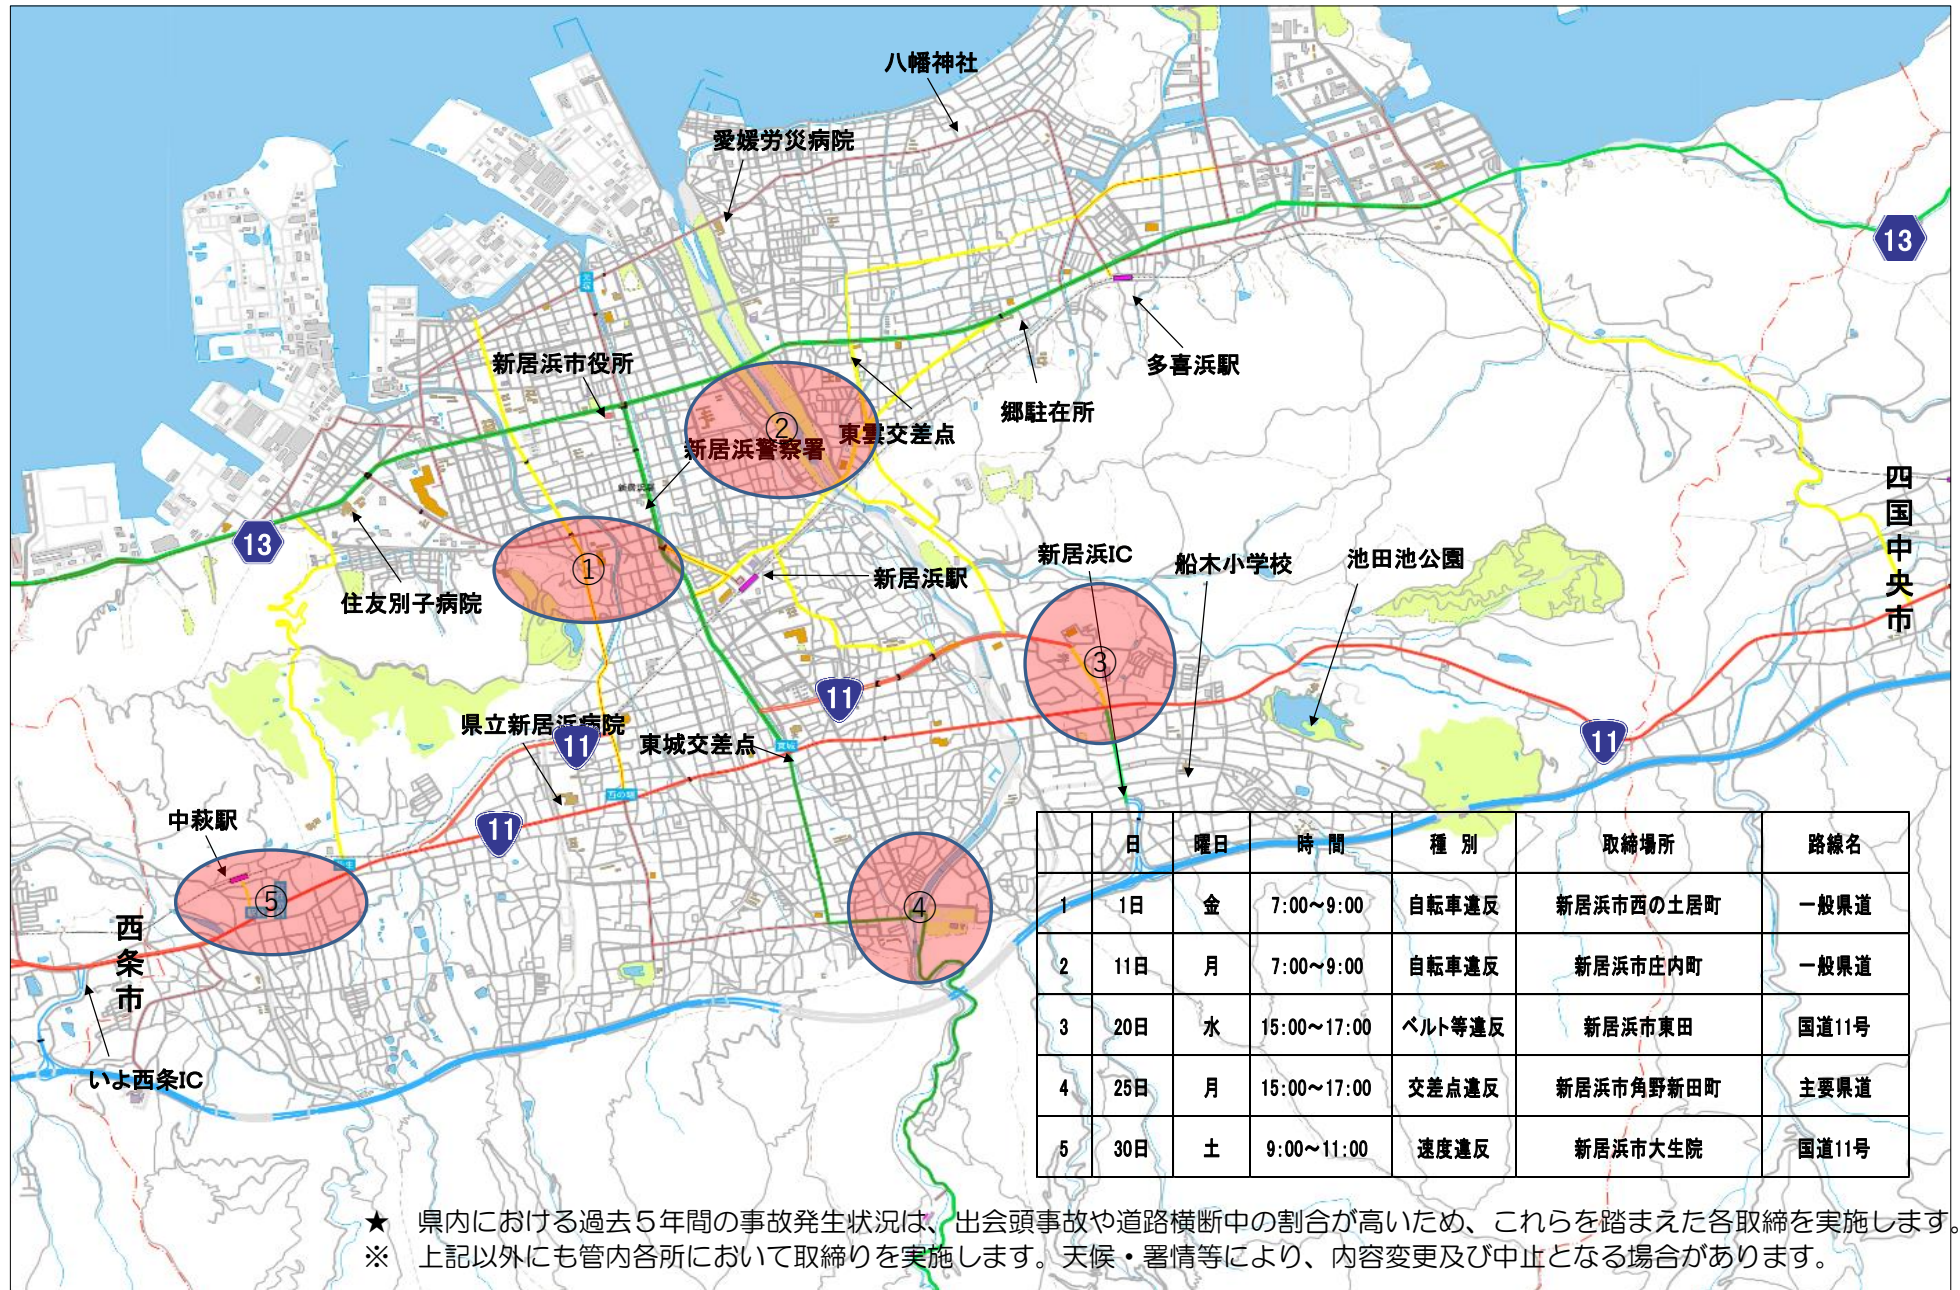 八幡神社
愛媛労災病院
13
新居浜市役所
多喜浜駅
郷駐在所
②
東雲交差点
新居浜警察署
四国中央市
13
①
住友別子病院
新居浜駅
新居浜IC
船木小学校
池田池公園
③
11
県立新居浜病院
11
東城交差点
11
11
中萩駅
⑤
④
西条市
いよ西条IC
日 曜日 時間 種別 取締場所 路線名
1 1日 金 7:00～9:00 自転車違反 新居浜市西の土居町 一般県道
2 11日 月 7:00～9:00 自転車違反 新居浜市庄内町 一般県道
3 20日 水 15:00～17:00 ベルト等違反 新居浜市東田 国道11号
4 25日 月 15:00～17:00 交差点違反 新居浜市角野新田町 主要県道
5 30日 土 9:00～11:00 速度違反 新居浜市大生院 国道11号
★ 県内における過去５年間の事故発生状況は、出会頭事故や道路横断中の割合が高いため、これらを踏まえた各取締を実施します。
※ 上記以外にも管内各所において取締りを実施します。天候・署情等により、内容変更及び中止となる場合があります。